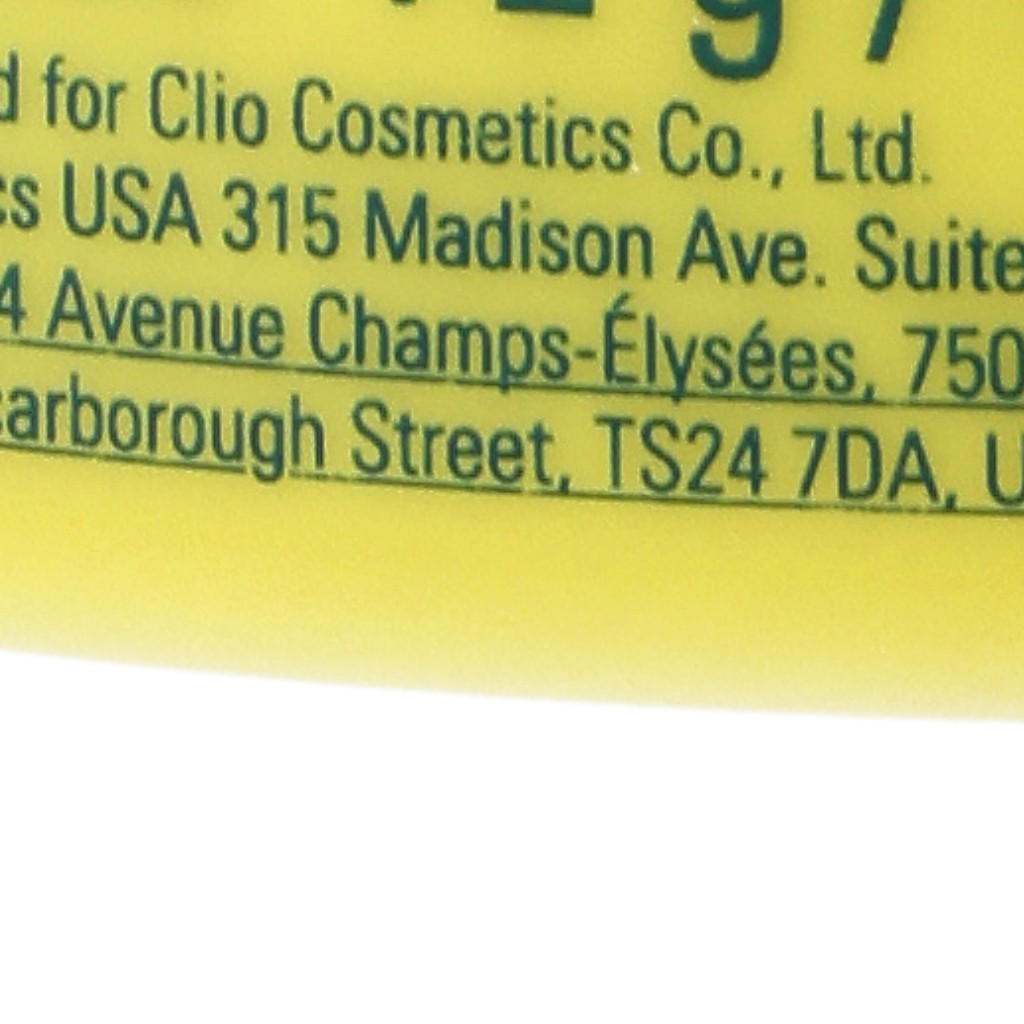 g /
d for Clio Cosmetics Co., Ltd.
cs USA 315 Madison Ave. Suite
4 Avenue Champs-Élysées, 750
carborough Street, TS24 7DA, U